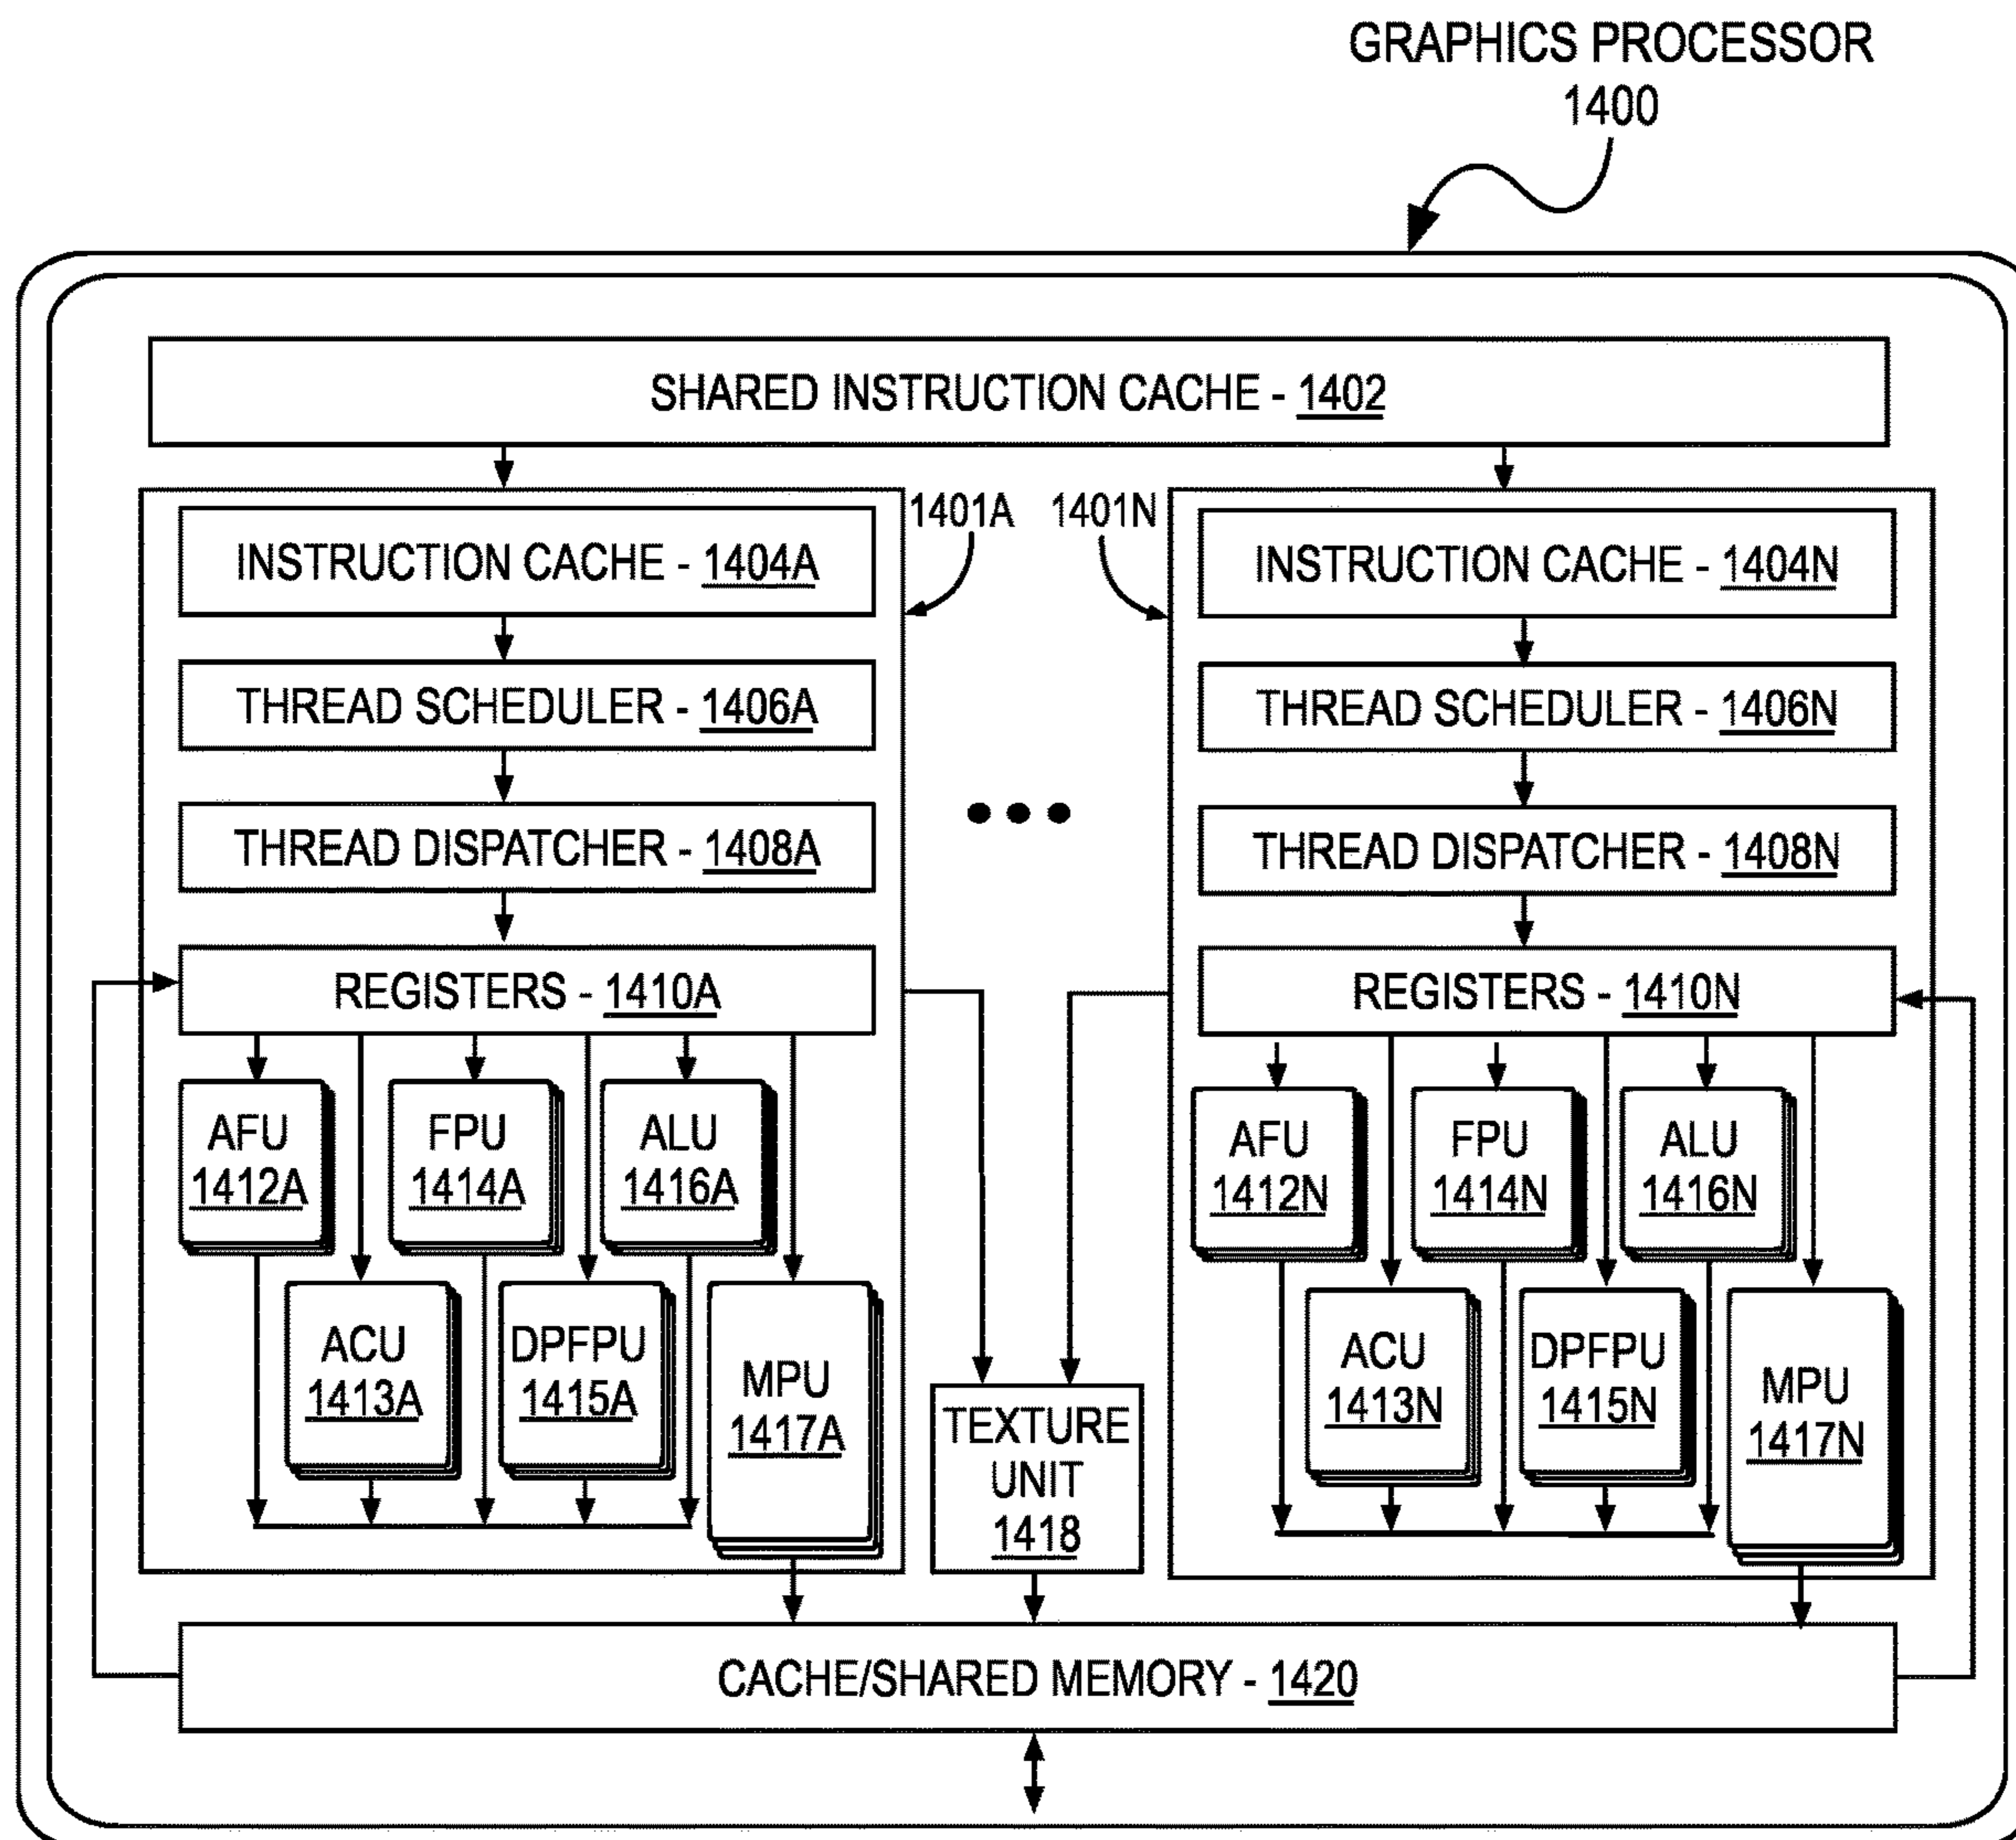 GRAPHICS PROCESSOR
1400
SHARED INSTRUCTION CACHE - 1402
1401A
1401N
INSTRUCTION CACHE - 1404A
THREAD SCHEDULER - 1406A
THREAD DISPATCHER - 1408A
REGISTERS - 1410A
AFU
1412A
FPU
1414A
ALU
1416A
ACU
1413A
DPFPU
1415A
MPU
1417A
TEXTURE
UNIT
1418
INSTRUCTION CACHE - 1404N
THREAD SCHEDULER - 1406N
THREAD DISPATCHER - 1408N
REGISTERS - 1410N
AFU
1412N
FPU
1414N
ALU
1416N
ACU
1413N
DPFPU
1415N
MPU
1417N
CACHE/SHARED MEMORY - 1420